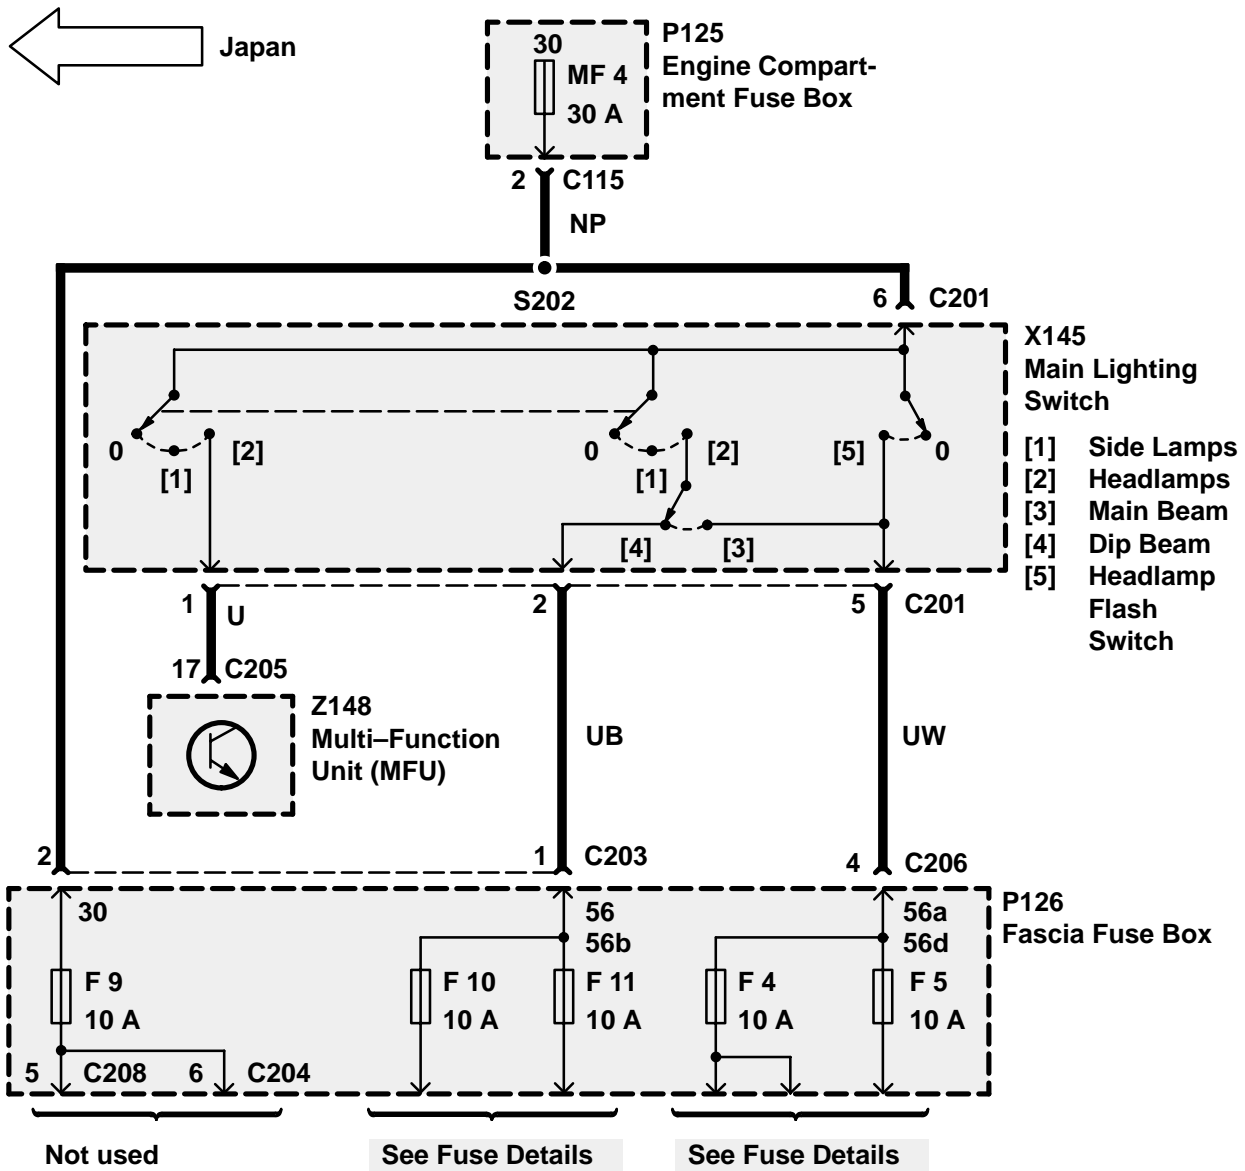 Japan
30
MF 4
30 A
P125
Engine Compart-
ment Fuse Box
2 C115
NP
S202
6 C201
X145
Main Lighting
Switch
0 [1] [2]
0 [1] [2]
[5] 0
[4] [3]
[1] Side Lamps
[2] Headlamps
[3] Main Beam
[4] Dip Beam
[5] Headlamp
Flash
Switch
1 U
2
5 C201
17 C205
Z148
Multi–Function
Unit (MFU)
UB
UW
2
1 C203
4 C206
P126
Fascia Fuse Box
30
56
56b
56a
56d
F 9
10 A
F 10
10 A
F 11
10 A
F 4
10 A
F 5
10 A
5 C208
6 C204
Not used
See Fuse Details
See Fuse Details